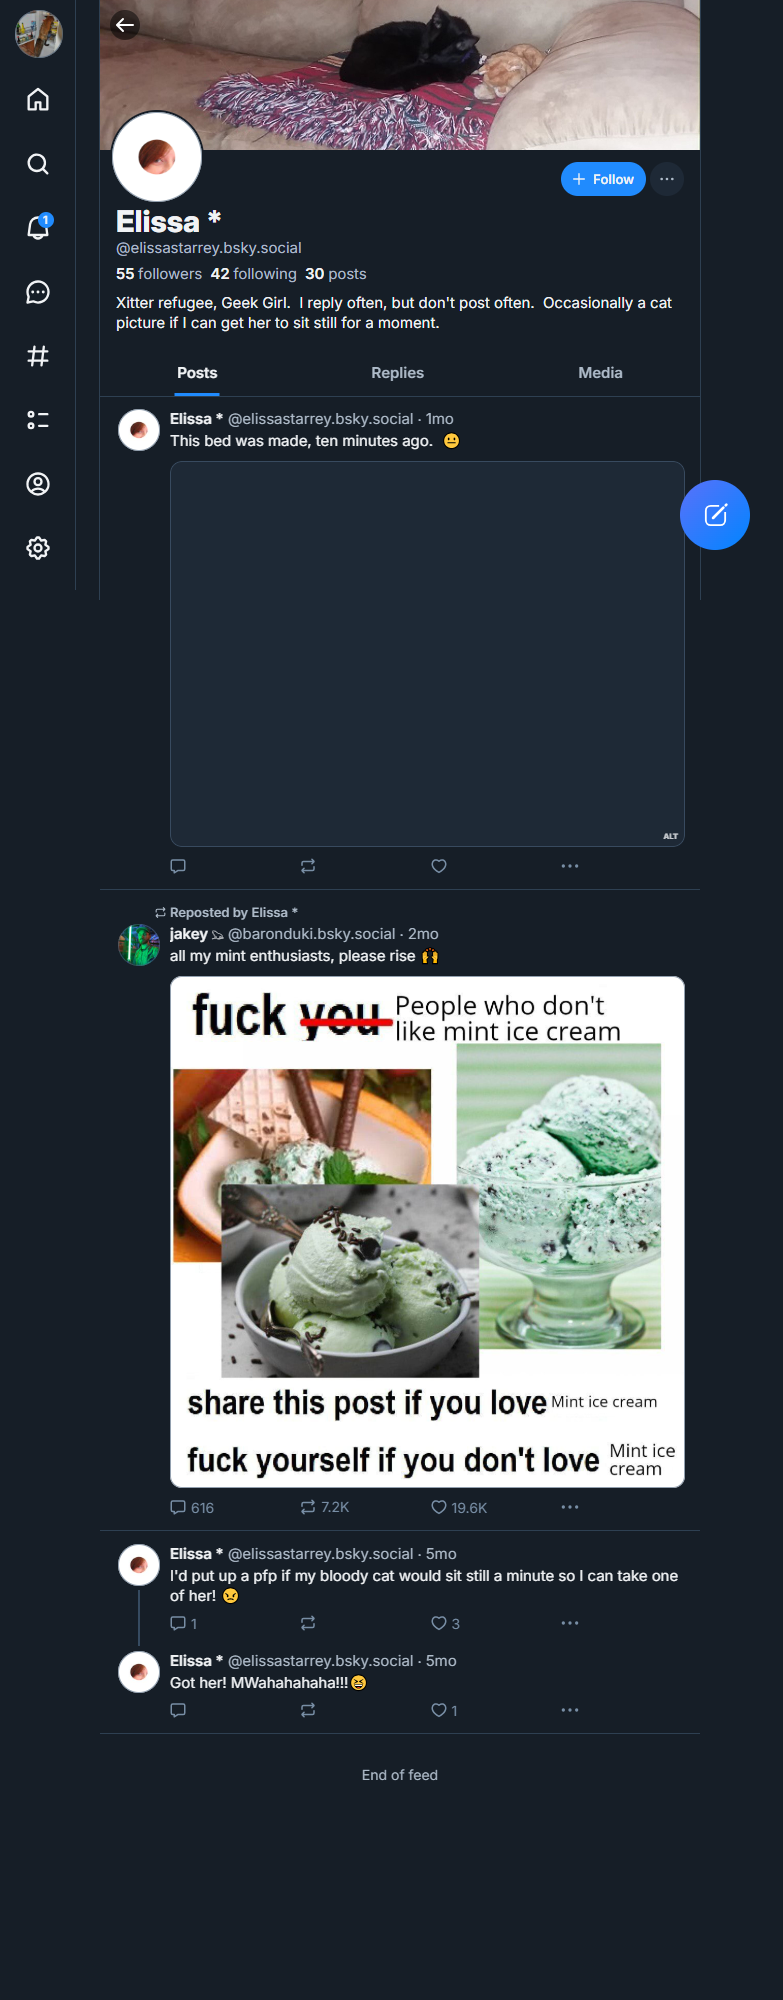 1
+ Follow
Elissa *
@elissastarrey.bsky.social
55 followers 42 following 30 posts
Xitter refugee, Geek Girl.  I reply often, but don't post often.  Occasionally a cat
picture if I can get her to sit still for a moment.
Posts Replies Media
Elissa * @elissastarrey.bsky.social · 1mo
This bed was made, ten minutes ago. 😐
ALT
Reposted by Elissa *
jakey @baronduki.bsky.social · 2mo
all my mint enthusiasts, please rise 🙌
fuck you People who don't
like mint ice cream
share this post if you love Mint ice cream
fuck yourself if you don't love Mint ice
cream
616 7.2K 19.6K
Elissa * @elissastarrey.bsky.social · 5mo
I'd put up a pfp if my bloody cat would sit still a minute so I can take one
of her! 😠
1 3
Elissa * @elissastarrey.bsky.social · 5mo
Got her! MWahahahaha!!!😆
1
End of feed